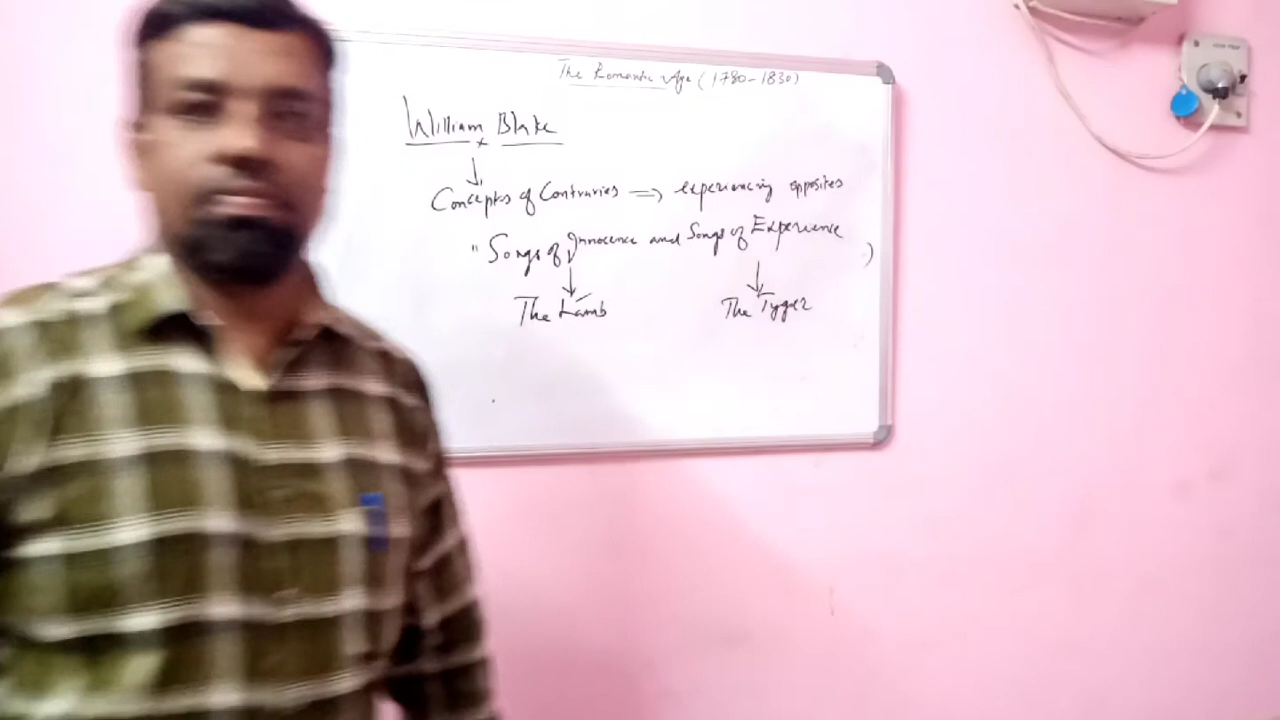 The Romantic Age (1780-1830)
William Blake
Concepts of Contraries => experiencing opposites
" Songs of Innocence and Songs of Experience )
The Lamb The Tyger